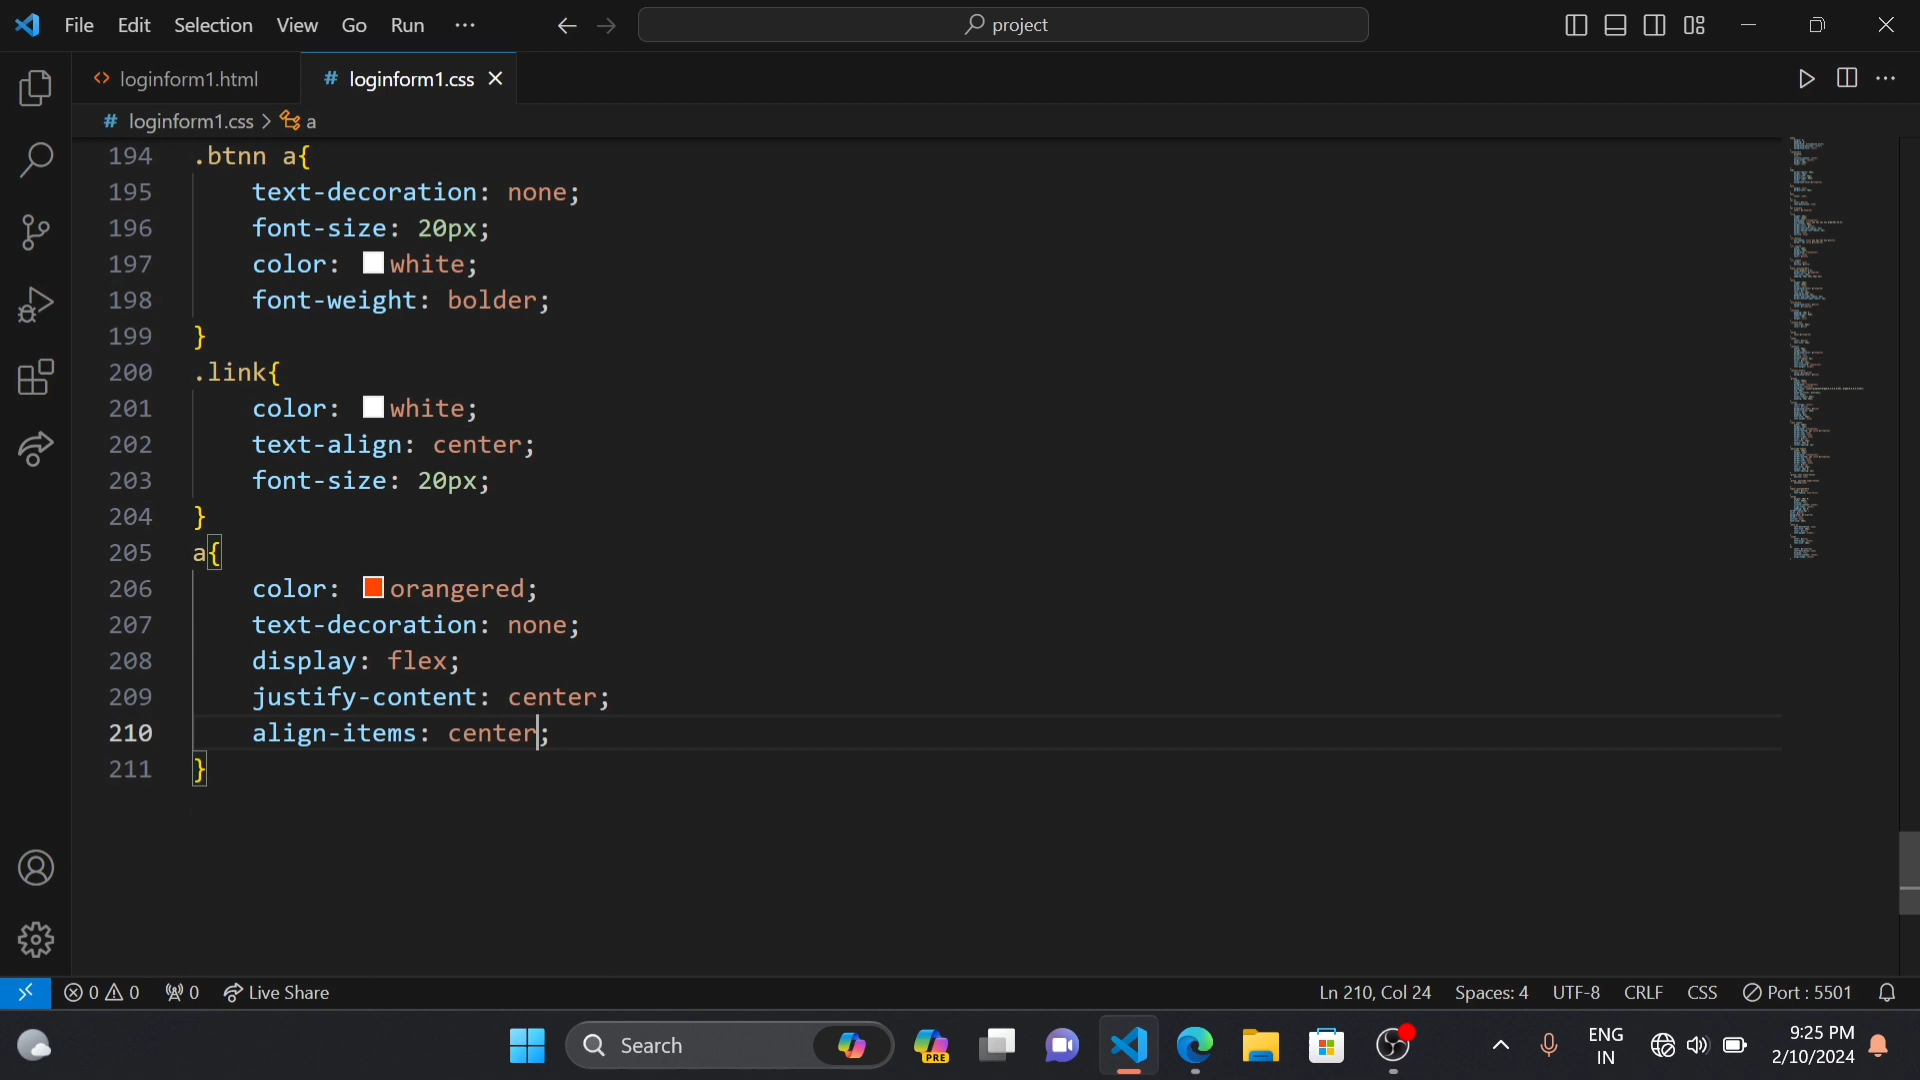 File Edit Selection View Go Run ··· project
loginform1.html # loginform1.css
# loginform1.css > a
194 .btnn a{
195 text-decoration: none;
196 font-size: 20px;
197 color: white;
198 font-weight: bolder;
199 }
200 .link{
201 color: white;
202 text-align: center;
203 font-size: 20px;
204 }
205 a{
206 color: orangered;
207 text-decoration: none;
208 display: flex;
209 justify-content: center;
210 align-items: center;
211 }
0 0 0 Live Share Ln 210, Col 24 Spaces: 4 UTF-8 CRLF CSS Port : 5501
Search PRE ENG 9:25 PM
IN 2/10/2024